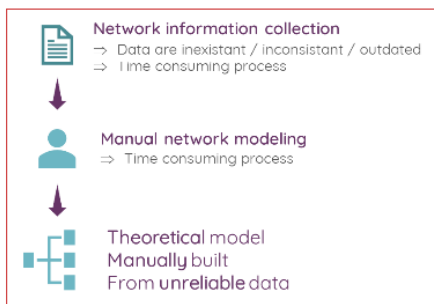 Network information collection
⇒ Data are inexistant / inconsistant / outdated
⇒ Time consuming process
Manual network modeling
⇒ Time consuming process
Theoretical model
Manually built
From unreliable data